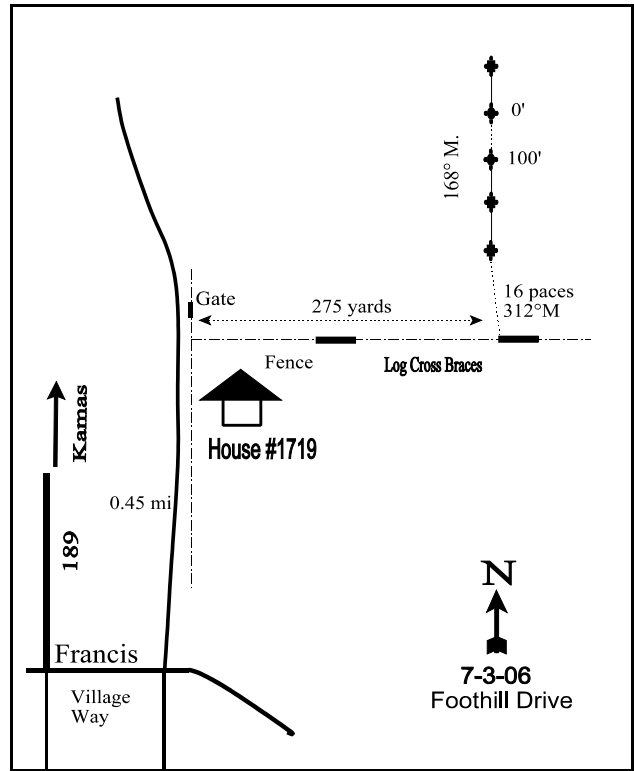 0'
100'
168° M.
16 paces
312°M
Gate
275 yards
Fence
Log Cross Braces
House #1719
Kamas
0.45 mi
189
Francis
Village
Way
N
7-3-06
Foothill Drive